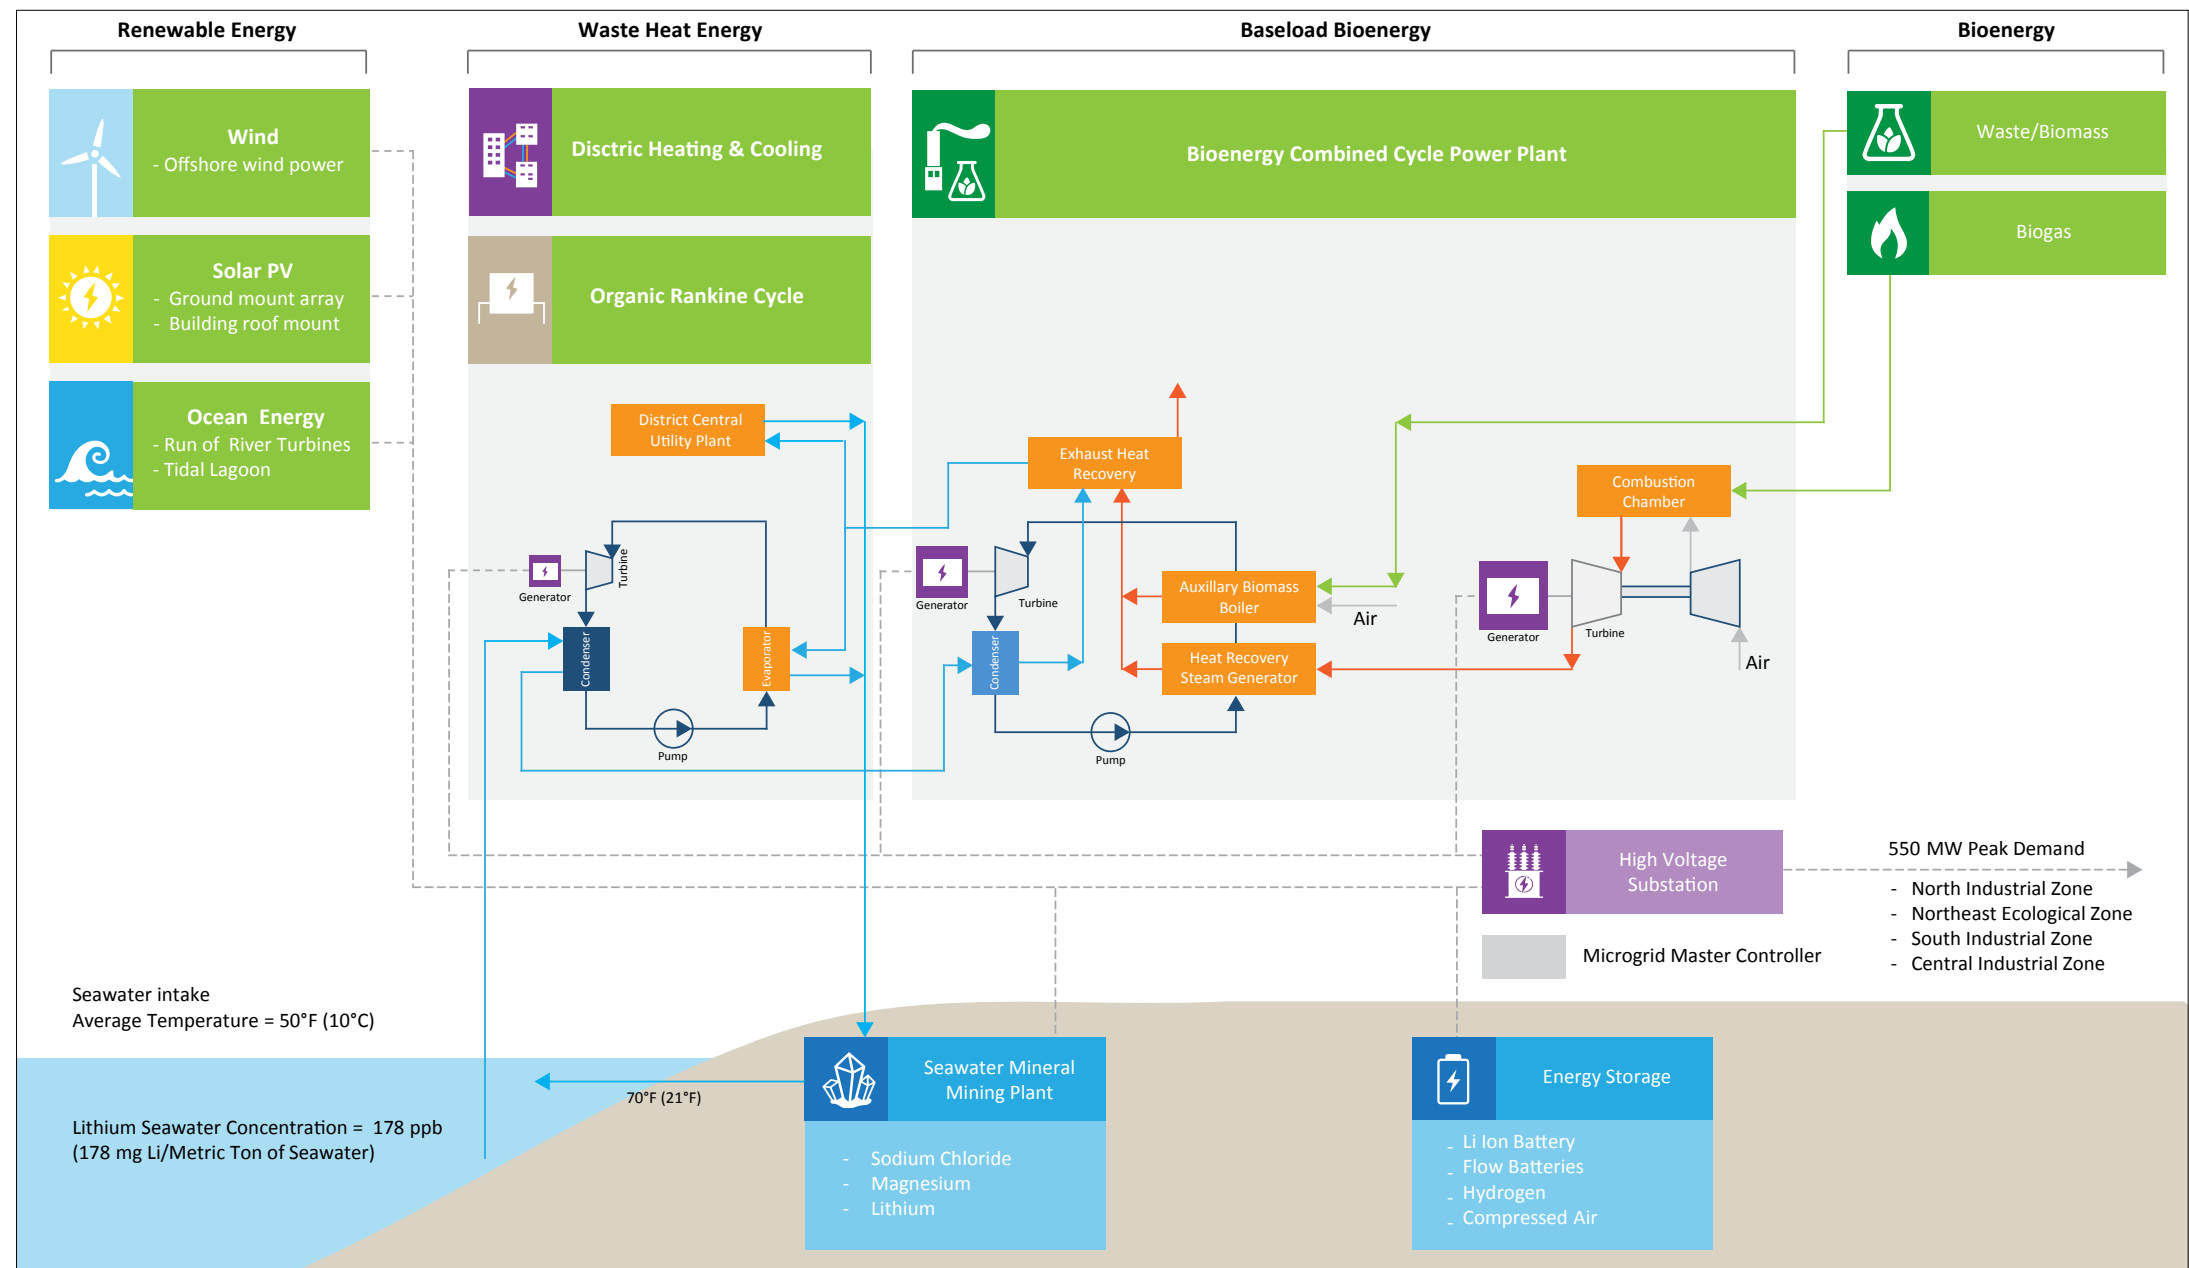 Renewable Energy
Waste Heat Energy
Baseload Bioenergy
Bioenergy
Wind
- Offshore wind power
Solar PV
- Ground mount array
- Building roof mount
Ocean Energy
- Run of River Turbines
- Tidal Lagoon
Disctric Heating & Cooling
Organic Rankine Cycle
District Central
Utility Plant
Turbine
Generator
Condenser
Evaporator
Pump
Bioenergy Combined Cycle Power Plant
Exhaust Heat
Recovery
Generator
Turbine
Condenser
Auxillary Biomass
Boiler
Air
Heat Recovery
Steam Generator
Pump
Combustion
Chamber
Generator
Turbine
Air
Waste/Biomass
Biogas
High Voltage
Substation
Microgrid Master Controller
550 MW Peak Demand
- North Industrial Zone
- Northeast Ecological Zone
- South Industrial Zone
- Central Industrial Zone
Seawater intake
Average Temperature = 50°F (10°C)
70°F (21°F)
Lithium Seawater Concentration = 178 ppb
(178 mg Li/Metric Ton of Seawater)
Seawater Mineral
Mining Plant
- Sodium Chloride
- Magnesium
- Lithium
Energy Storage
- Li Ion Battery
- Flow Batteries
- Hydrogen
- Compressed Air